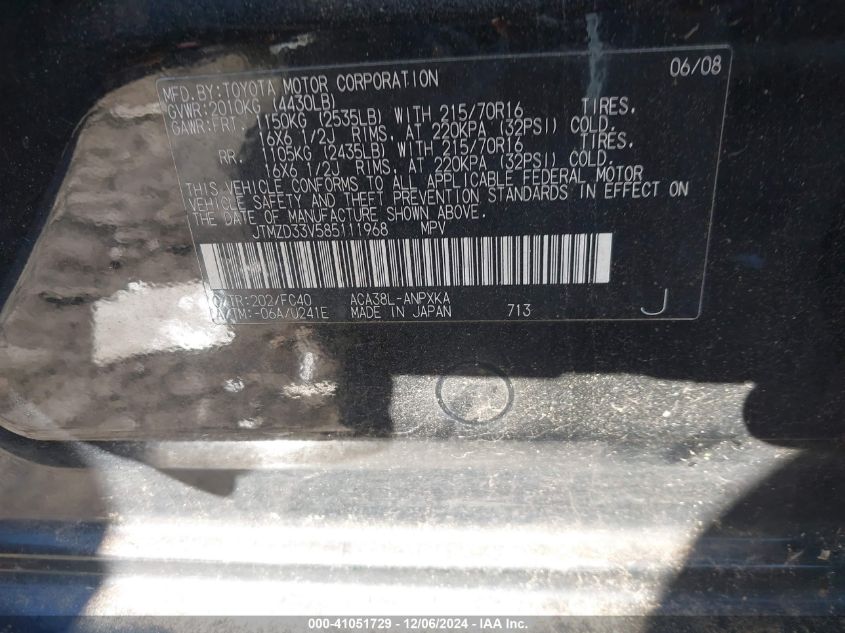 06/08
MFD.BY:TOYOTA MOTOR CORPORATION
GVWR:2010KG (4430LB)
GAWR:FRT. 1150KG (2535LB) WITH 215/70R16 TIRES.
16X6 1/2J RIMS. AT 220KPA (32PSI) COLD.
RR. 1105KG (2435LB) WITH 215/70R16 TIRES.
16X6 1/2J RIMS. AT 220KPA (32PSI) COLD.
THIS VEHICLE CONFORMS TO ALL APPLICABLE FEDERAL MOTOR
VEHICLE SAFETY AND THEFT PREVENTION STANDARDS IN EFFECT ON
THE DATE OF MANUFACTURE SHOWN ABOVE.
JTMZD33V585111968 MPV
C/TR:202/FC40 ACA38L-ANPXKA
A/TM:-06A/U241E MADE IN JAPAN 713 J
000-41051729 - 12/06/2024 - IAA Inc.